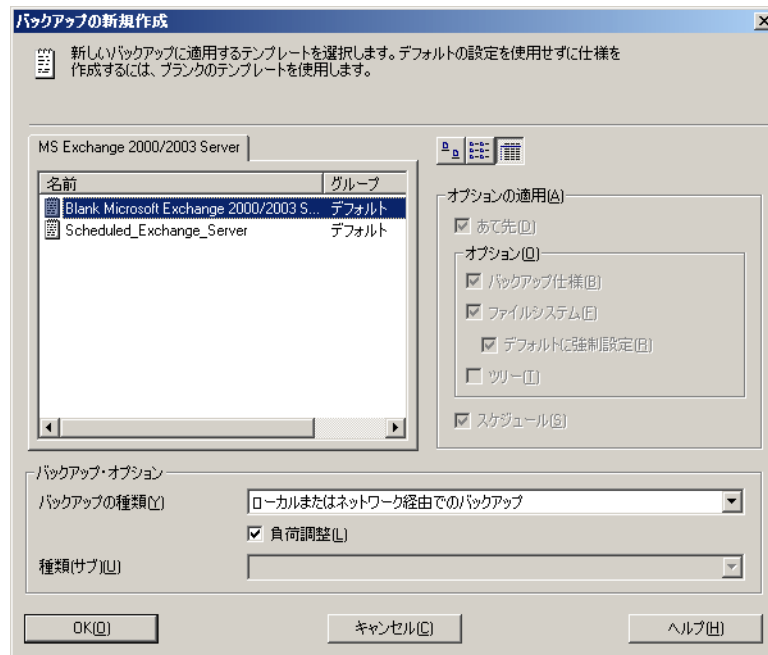 バックアップの新規作成
新しいバックアップに適用するテンプレートを選択します。デフォルトの設定を使用せずに仕様を
作成するには、ブランクのテンプレートを使用します。
MS Exchange 2000/2003 Server
名前 グループ
Blank Microsoft Exchange 2000/2003 S... デフォルト
Scheduled_Exchange_Server デフォルト
オプションの適用(A)
あて先(D)
オプション(O)
バックアップ仕様(B)
ファイルシステム(F)
デフォルトに強制設定(R)
ツリー(T)
スケジュール(S)
バックアップ・オプション
バックアップの種類(Y) ローカルまたはネットワーク経由でのバックアップ
負荷調整(L)
種類(サブ)(U)
OK(O) キャンセル(C) ヘルプ(H)